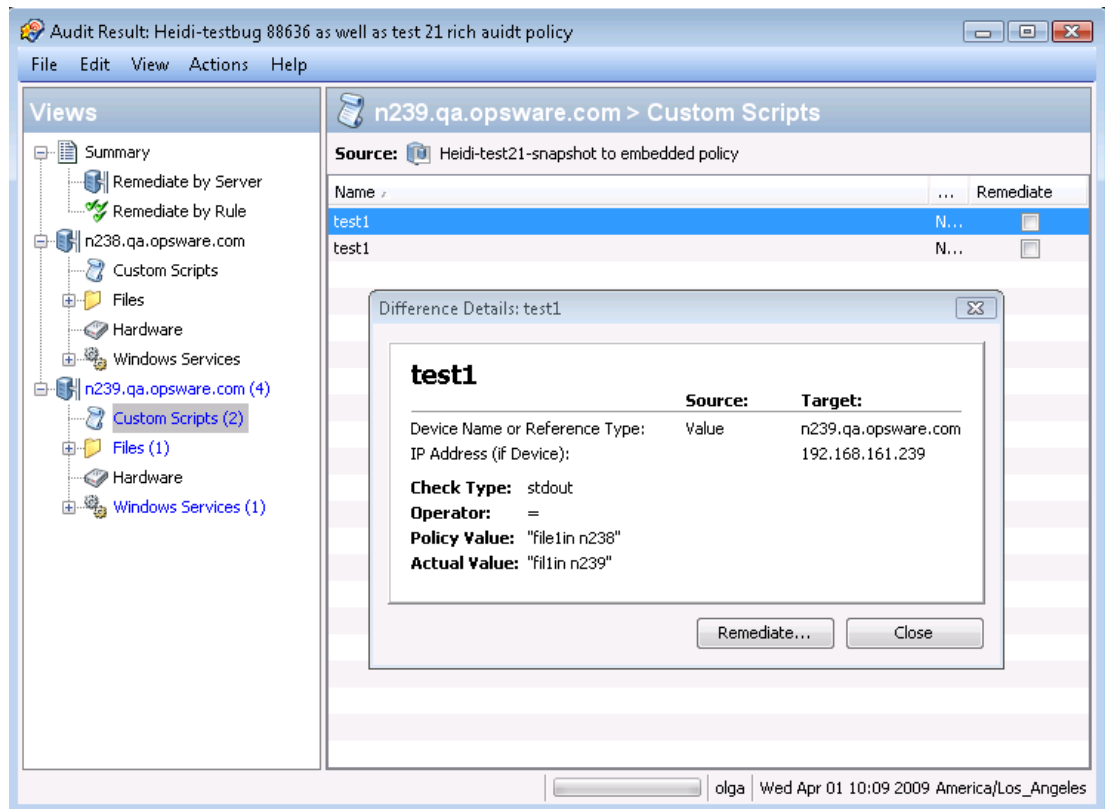 Audit Result: Heidi-testbug 88636 as well as test 21 rich auidt policy
File Edit View Actions Help
Views
Summary
Remediate by Server
Remediate by Rule
n238.qa.opsware.com
Custom Scripts
Files
Hardware
Windows Services
n239.qa.opsware.com (4)
Custom Scripts (2)
Files (1)
Hardware
Windows Services (1)
n239.qa.opsware.com > Custom Scripts
Source: Heidi-test21-snapshot to embedded policy
Name ... Remediate
test1 N...
test1 N...
Difference Details: test1
test1
Source: Target:
Device Name or Reference Type: Value n239.qa.opsware.com
IP Address (if Device): 192.168.161.239
Check Type: stdout
Operator: =
Policy Value: "file1in n238"
Actual Value: "fil1in n239"
Remediate... Close
olga Wed Apr 01 10:09 2009 America/Los_Angeles